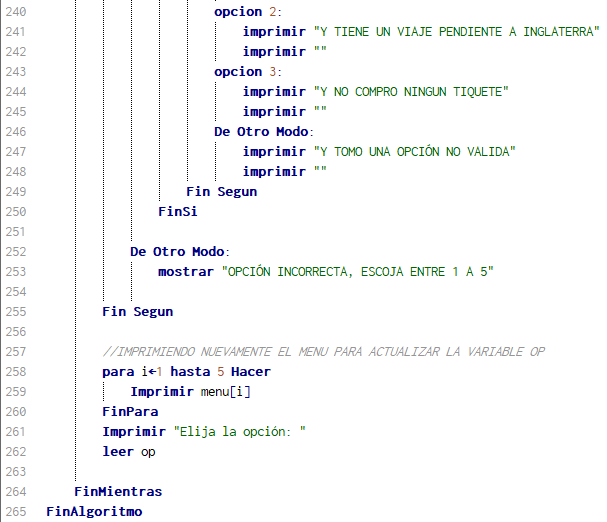 240 opcion 2:
241 imprimir "Y TIENE UN VIAJE PENDIENTE A INGLATERRA"
242 imprimir ""
243 opcion 3:
244 imprimir "Y NO COMPRO NINGUN TIQUETE"
245 imprimir ""
246 De Otro Modo:
247 imprimir "Y TOMO UNA OPCIÓN NO VALIDA"
248 imprimir ""
249 Fin Segun
250 FinSi
251
252 De Otro Modo:
253 mostrar "OPCIÓN INCORRECTA, ESCOJA ENTRE 1 A 5"
254
255 Fin Segun
256
257 //IMPRIMIENDO NUEVAMENTE EL MENU PARA ACTUALIZAR LA VARIABLE OP
258 para i←1 hasta 5 Hacer
259 Imprimir menu[i]
260 FinPara
261 Imprimir "Elija la opción: "
262 leer op
263
264 FinMientras
265 FinAlgoritmo